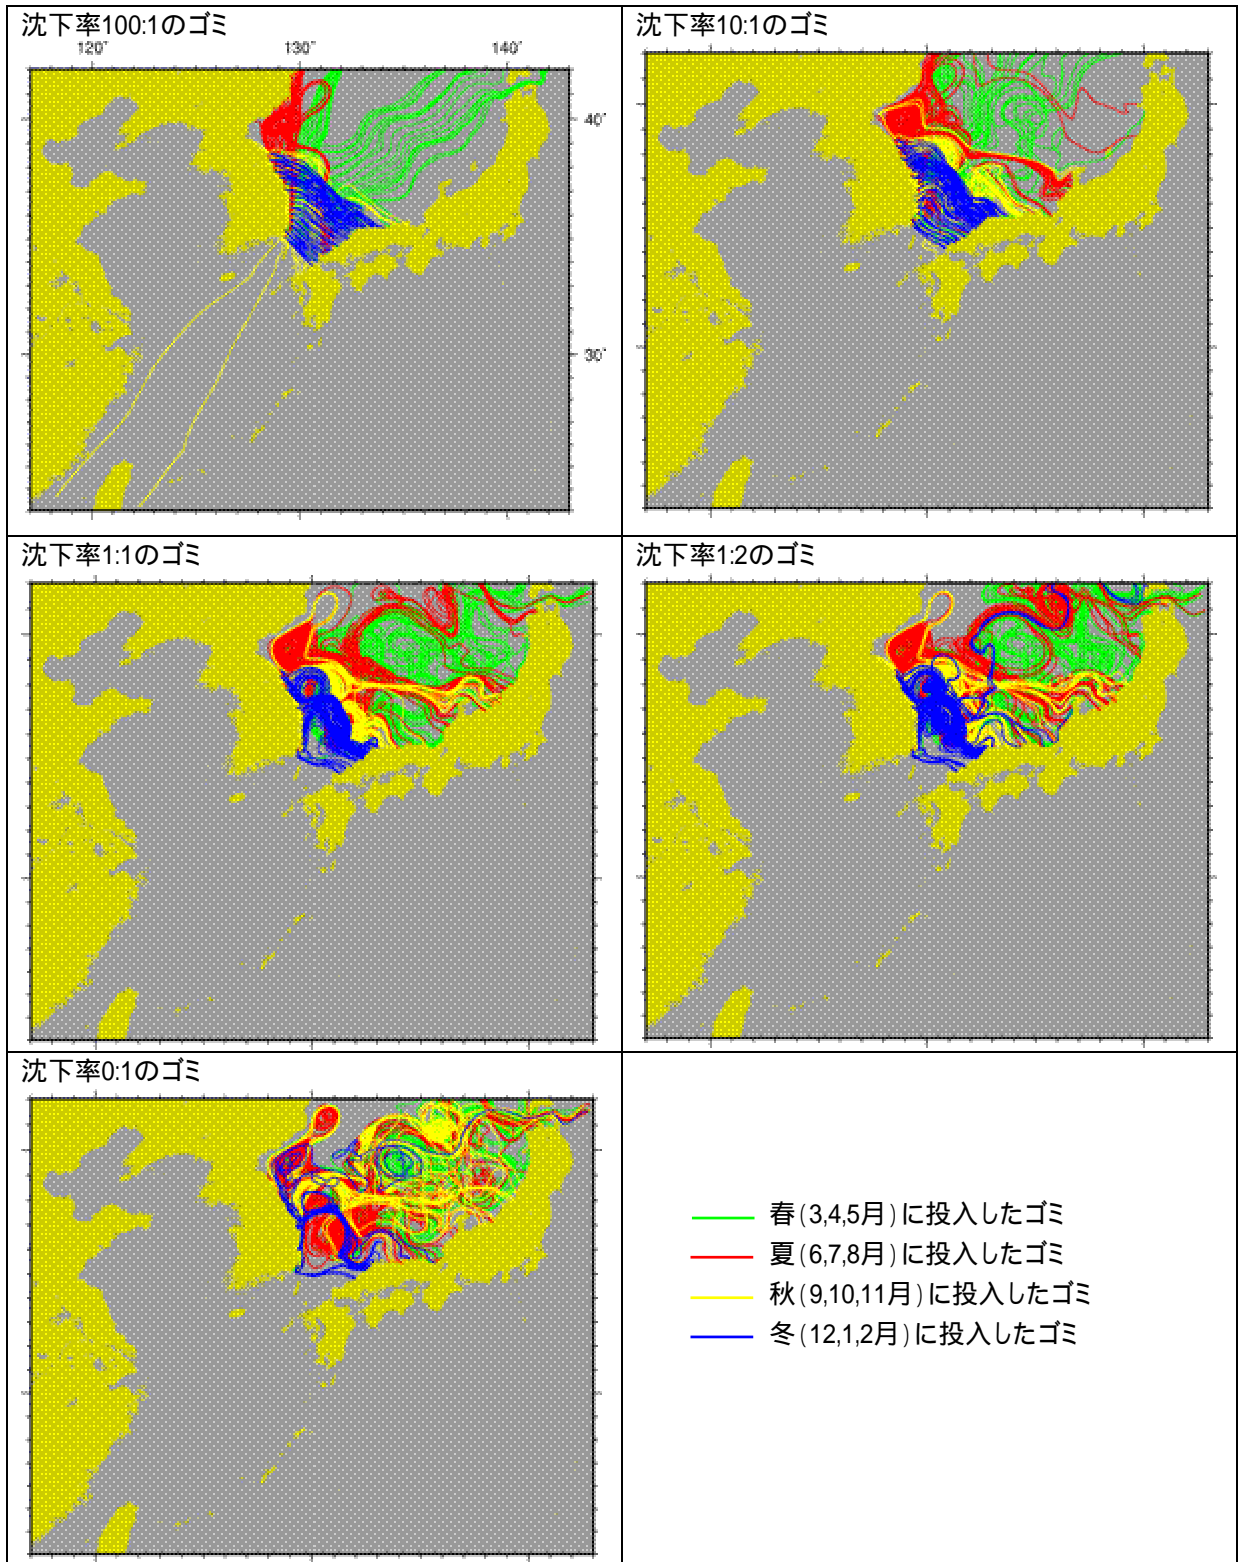 沈下率100:1のゴミ
120°
130°
140°
40°
30°
沈下率10:1のゴミ
沈下率1:1のゴミ
沈下率1:2のゴミ
沈下率0:1のゴミ
春(3,4,5月)に投入したゴミ
夏(6,7,8月)に投入したゴミ
秋(9,10,11月)に投入したゴミ
冬(12,1,2月)に投入したゴミ